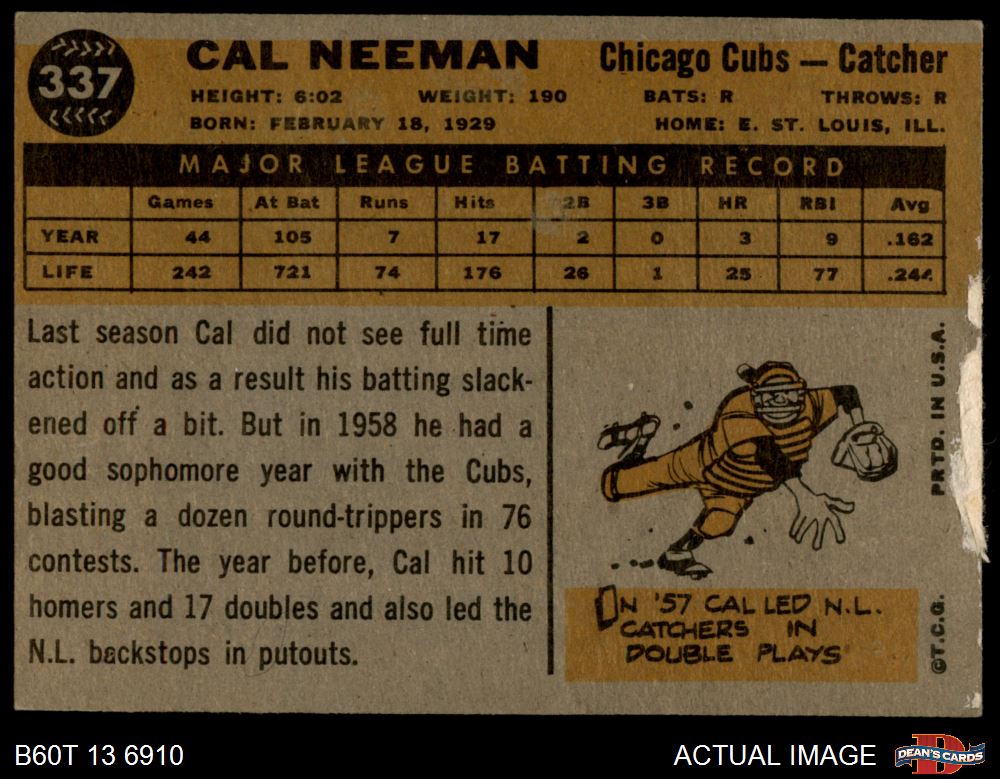 337
CAL NEEMAN
Chicago Cubs — Catcher
HEIGHT: 6:02 WEIGHT: 190 BATS: R THROWS: R
BORN: FEBRUARY 18, 1929 HOME: E. ST. LOUIS, ILL.
MAJOR LEAGUE BATTING RECORD
Games At Bat Runs Hits 2B 3B HR RBI Avg
YEAR 44 105 7 17 2 0 3 9 .162
LIFE 242 721 74 176 26 1 25 77 .244
Last season Cal did not see full time
action and as a result his batting slack-
ened off a bit. But in 1958 he had a
good sophomore year with the Cubs,
blasting a dozen round-trippers in 76
contests. The year before, Cal hit 10
homers and 17 doubles and also led the
N.L. backstops in putouts.
IN '57 CAL LED N.L.
CATCHERS IN
DOUBLE PLAYS
PRTD. IN U.S.A.
©T.C.G.
B60T 13 6910
ACTUAL IMAGE
D
DEAN'S CARDS